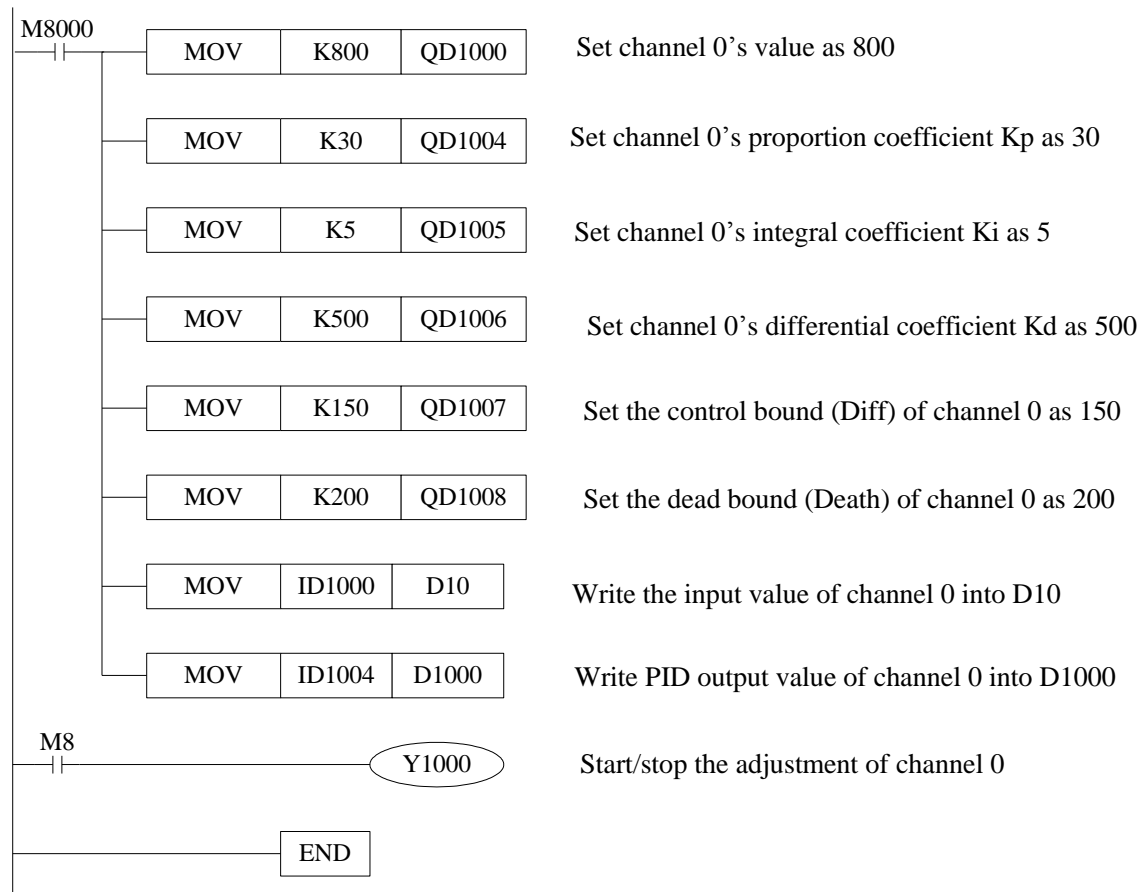 M8000
MOV K800 QD1000 Set channel 0’s value as 800
MOV K30 QD1004 Set channel 0’s proportion coefficient Kp as 30
MOV K5 QD1005 Set channel 0’s integral coefficient Ki as 5
MOV K500 QD1006 Set channel 0’s differential coefficient Kd as 500
MOV K150 QD1007 Set the control bound (Diff) of channel 0 as 150
MOV K200 QD1008 Set the dead bound (Death) of channel 0 as 200
MOV ID1000 D10 Write the input value of channel 0 into D10
MOV ID1004 D1000 Write PID output value of channel 0 into D1000
M8
Y1000 Start/stop the adjustment of channel 0
END